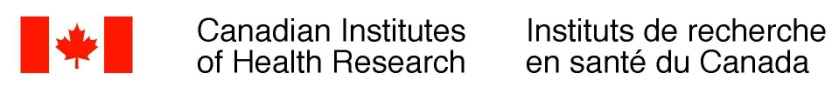 Canadian Institutes
of Health Research
Instituts de recherche
en santé du Canada